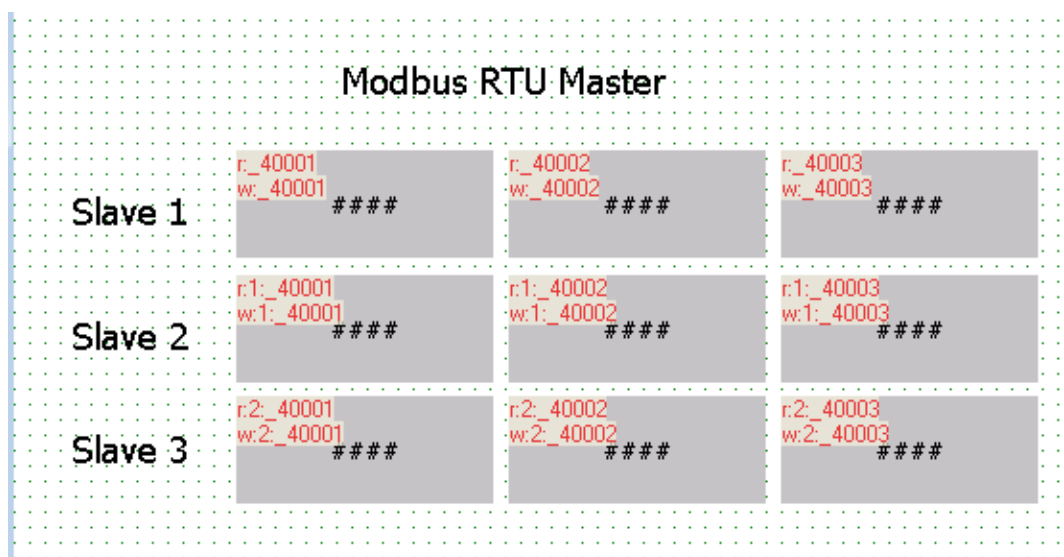 Modbus RTU Master
Slave 1
r:_40001
w:_40001
####
r:_40002
w:_40002
####
r:_40003
w:_40003
####
Slave 2
r:1:_40001
w:1:_40001
####
r:1:_40002
w:1:_40002
####
r:1:_40003
w:1:_40003
####
Slave 3
r:2:_40001
w:2:_40001
####
r:2:_40002
w:2:_40002
####
r:2:_40003
w:2:_40003
####